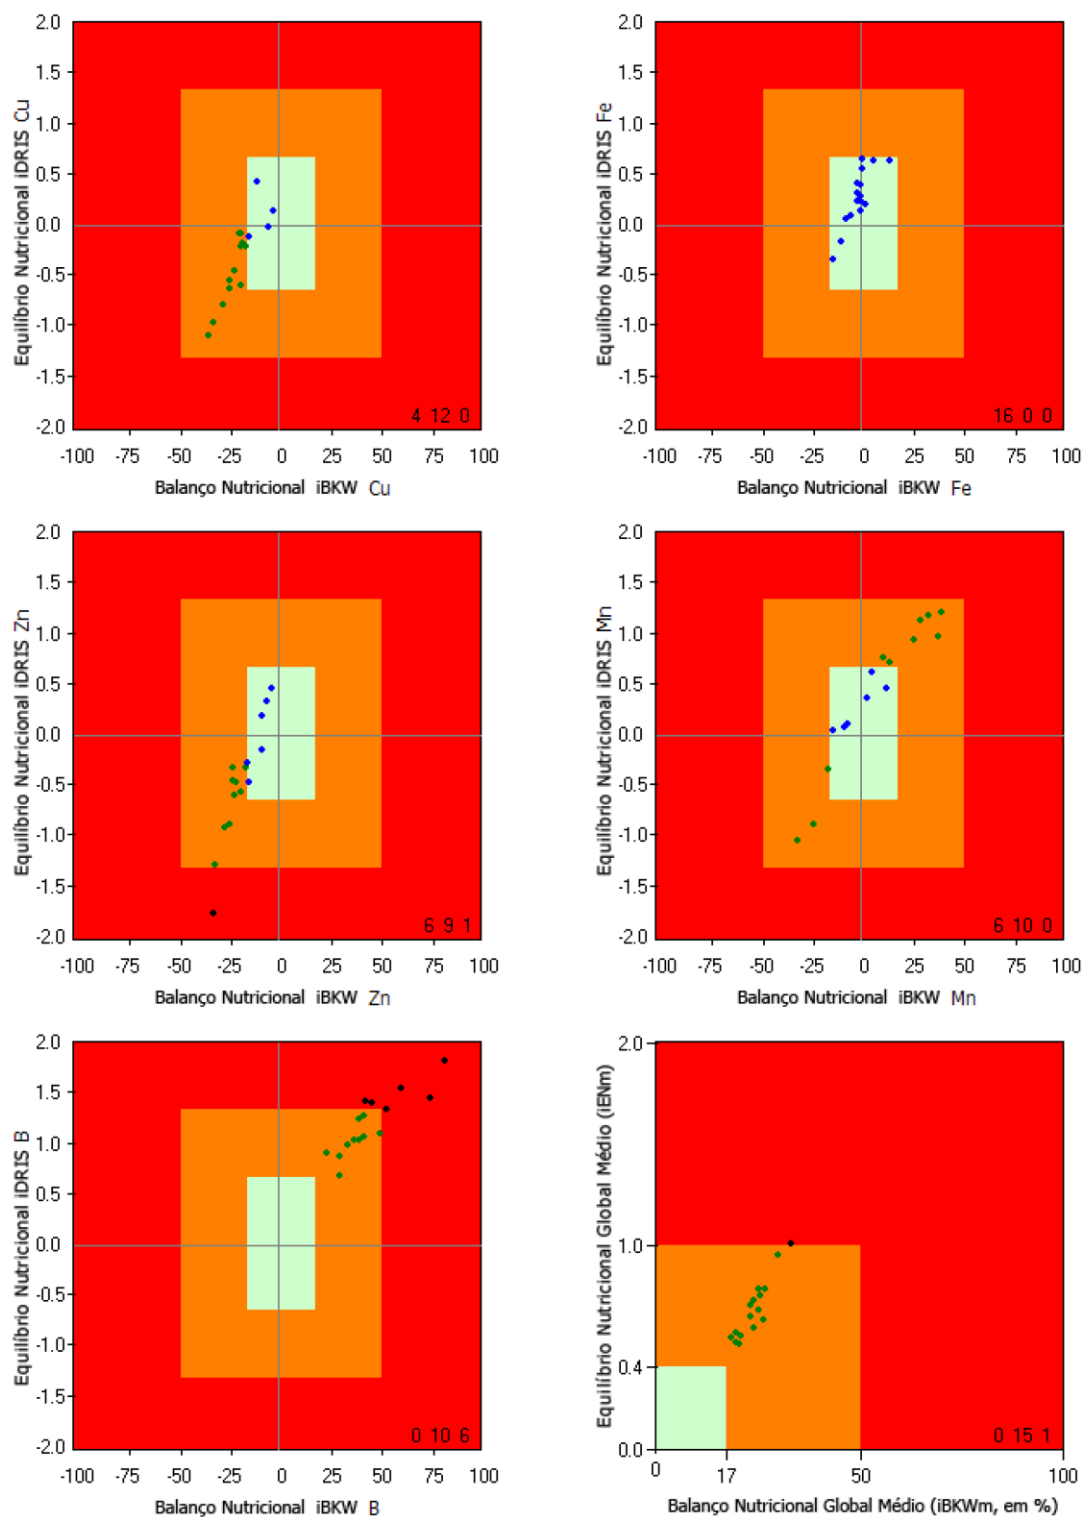 2.0
1.5
1.0
0.5
0.0
-0.5
-1.0
-1.5
-2.0
Equilíbrio Nutricional iDRIS Cu
4 12 0
-100 -75 -50 -25 0 25 50 75 100
Balanço Nutricional iBKW Cu
2.0
1.5
1.0
0.5
0.0
-0.5
-1.0
-1.5
-2.0
Equilíbrio Nutricional iDRIS Fe
16 0 0
-100 -75 -50 -25 0 25 50 75 100
Balanço Nutricional iBKW Fe
2.0
1.5
1.0
0.5
0.0
-0.5
-1.0
-1.5
-2.0
Equilíbrio Nutricional iDRIS Zn
6 9 1
-100 -75 -50 -25 0 25 50 75 100
Balanço Nutricional iBKW Zn
2.0
1.5
1.0
0.5
0.0
-0.5
-1.0
-1.5
-2.0
Equilíbrio Nutricional iDRIS Mn
6 10 0
-100 -75 -50 -25 0 25 50 75 100
Balanço Nutricional iBKW Mn
2.0
1.5
1.0
0.5
0.0
-0.5
-1.0
-1.5
-2.0
Equilíbrio Nutricional iDRIS B
0 10 6
-100 -75 -50 -25 0 25 50 75 100
Balanço Nutricional iBKW B
2.0
1.0
0.4
0.0
Equilíbrio Nutricional Global Médio (iENm)
0 15 1
0 17 50 100
Balanço Nutricional Global Médio (iBKWm, em %)